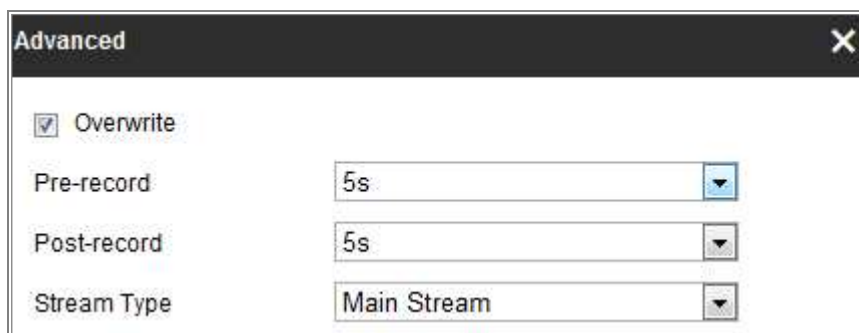 Advanced
Overwrite
Pre-record 5s
Post-record 5s
Stream Type Main Stream